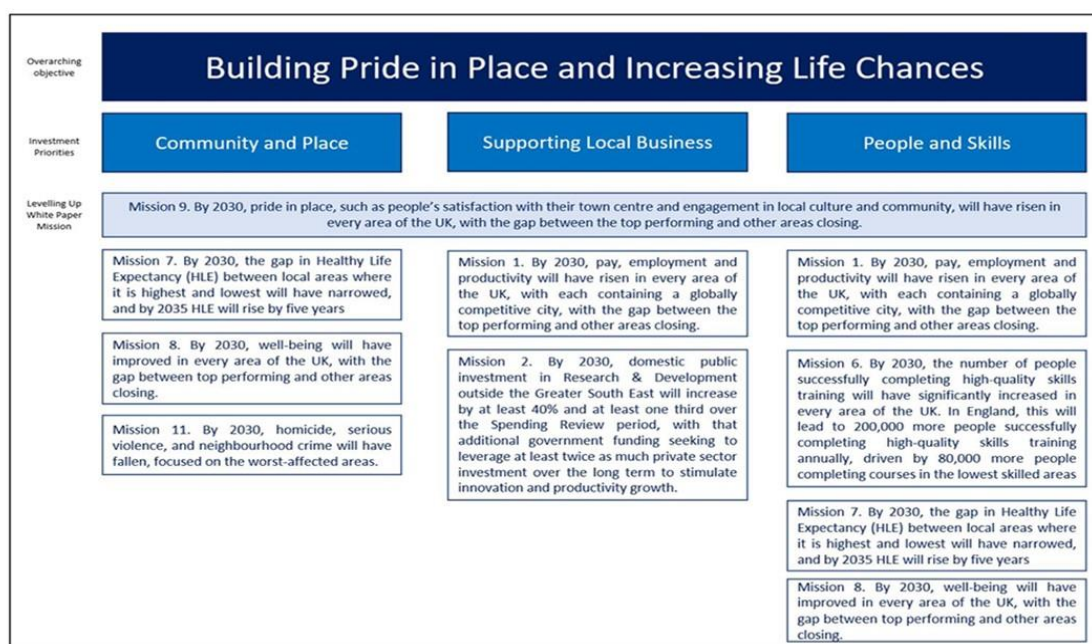 Overarching
objective
Building Pride in Place and Increasing Life Chances
Investment
Priorities
Community and Place
Supporting Local Business
People and Skills
Levelling Up
White Paper
Mission
Mission 9. By 2030, pride in place, such as people's satisfaction with their town centre and engagement in local culture and community, will have risen in
every area of the UK, with the gap between the top performing and other areas closing.
Mission 7. By 2030, the gap in Healthy Life
Expectancy (HLE) between local areas where
it is highest and lowest will have narrowed,
and by 2035 HLE will rise by five years
Mission 8. By 2030, well-being will have
improved in every area of the UK, with the
gap between top performing and other areas
closing.
Mission 11. By 2030, homicide, serious
violence, and neighbourhood crime will have
fallen, focused on the worst-affected areas.
Mission 1. By 2030, pay, employment and
productivity will have risen in every area of
the UK, with each containing a globally
competitive city, with the gap between the
top performing and other areas closing.
Mission 2. By 2030, domestic public
investment in Research & Development
outside the Greater South East will increase
by at least 40% and at least one third over
the Spending Review period, with that
additional government funding seeking to
leverage at least twice as much private sector
investment over the long term to stimulate
innovation and productivity growth.
Mission 1. By 2030, pay, employment and
productivity will have risen in every area of
the UK, with each containing a globally
competitive city, with the gap between the
top performing and other areas closing.
Mission 6. By 2030, the number of people
successfully completing high-quality skills
training will have significantly increased in
every area of the UK. In England, this will
lead to 200,000 more people successfully
completing high-quality skills training
annually, driven by 80,000 more people
completing courses in the lowest skilled areas
Mission 7. By 2030, the gap in Healthy Life
Expectancy (HLE) between local areas where
it is highest and lowest will have narrowed,
and by 2035 HLE will rise by five years
Mission 8. By 2030, well-being will have
improved in every area of the UK, with the
gap between top performing and other areas
closing.